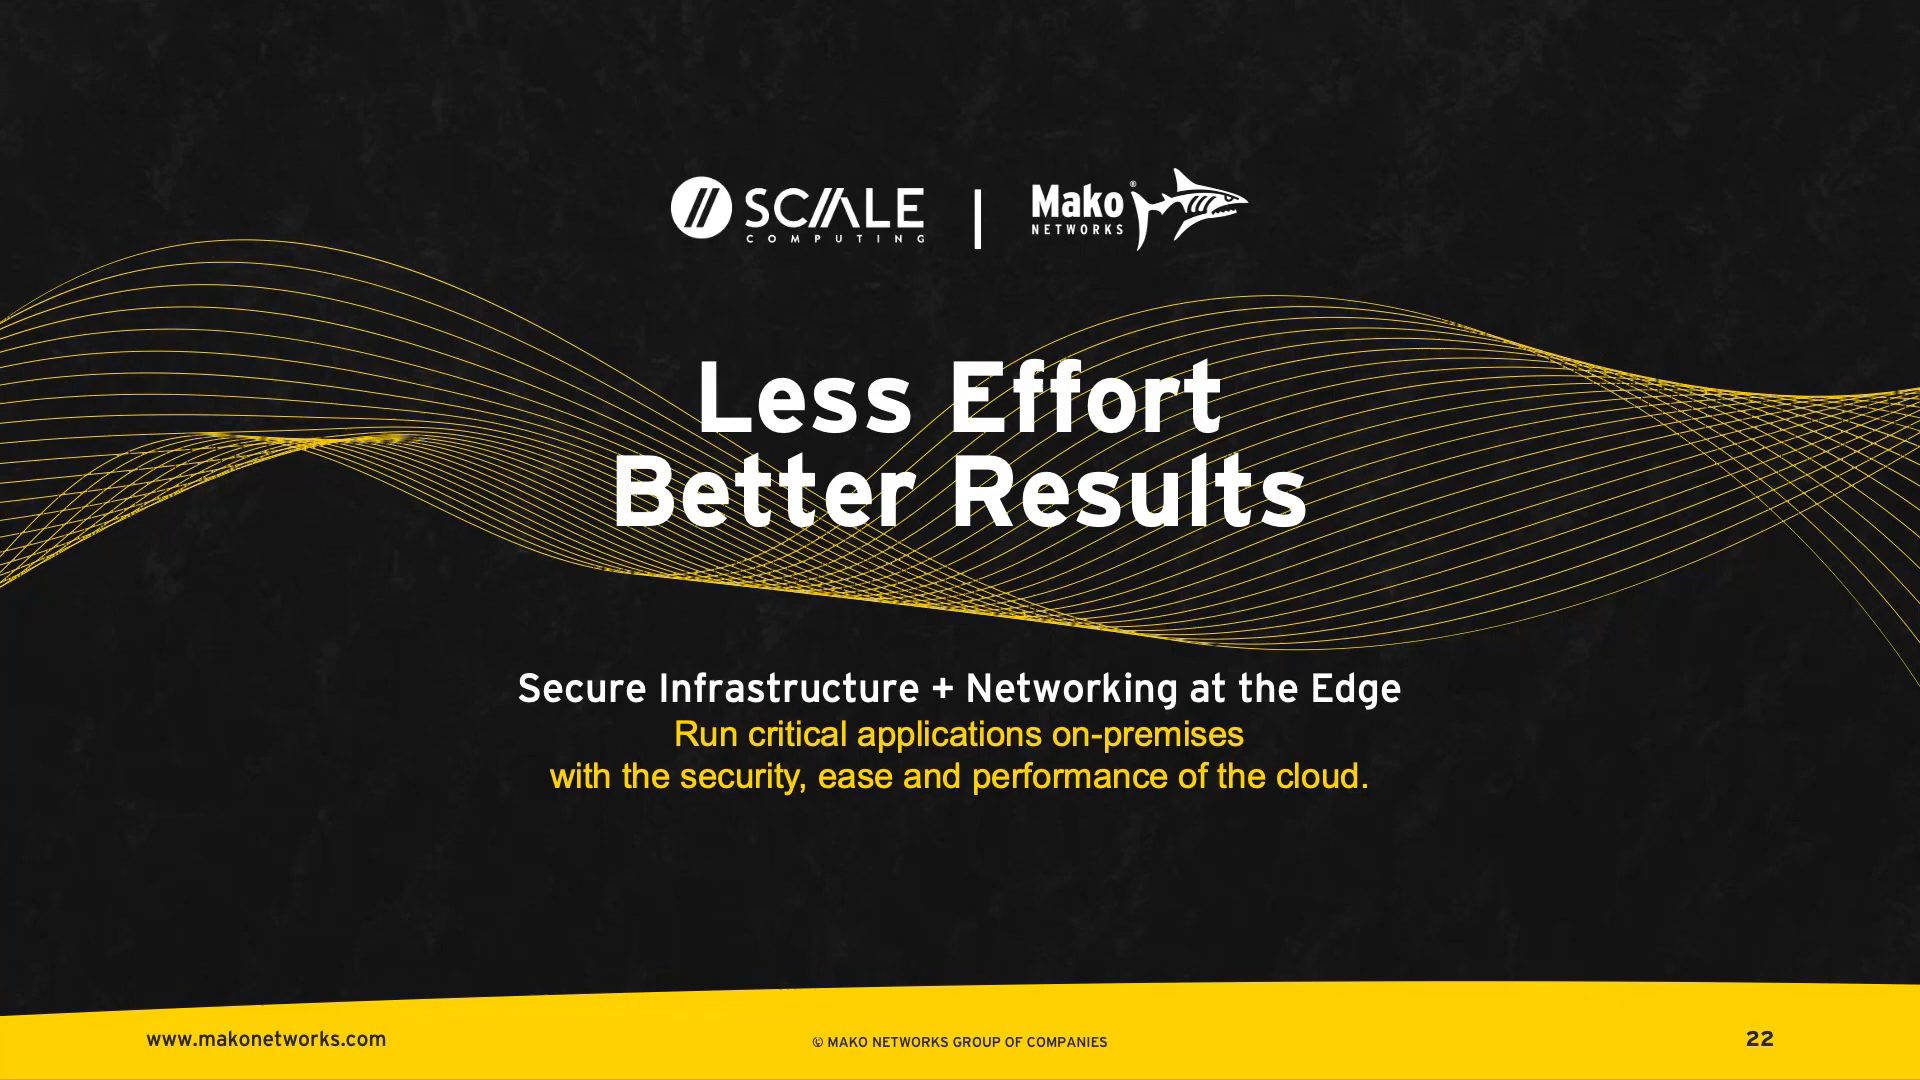 SCALE
COMPUTING
Mako®
NETWORKS
Less Effort
Better Results
Secure Infrastructure + Networking at the Edge
Run critical applications on-premises
with the security, ease and performance of the cloud.
www.makonetworks.com
© MAKO NETWORKS GROUP OF COMPANIES
22